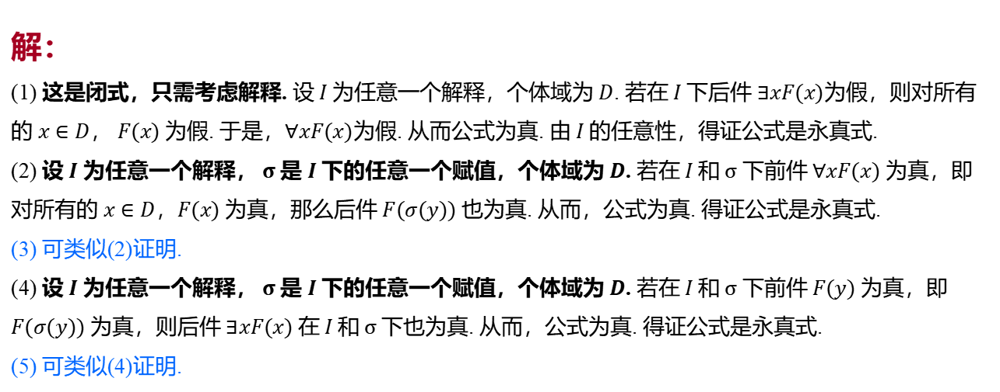 解：
(1) 这是闭式，只需考虑解释. 设 I 为任意一个解释，个体域为 D. 若在 I 下后件 ∃xF(x)为假，则对所有
的 x ∈ D， F(x) 为假. 于是，∀xF(x)为假. 从而公式为真. 由 I 的任意性，得证公式是永真式.
(2) 设 I 为任意一个解释， σ 是 I 下的任意一个赋值，个体域为 D. 若在 I 和 σ 下前件 ∀xF(x) 为真，即
对所有的 x ∈ D，F(x) 为真，那么后件 F(σ(y)) 也为真. 从而，公式为真. 得证公式是永真式.
(3) 可类似(2)证明.
(4) 设 I 为任意一个解释， σ 是 I 下的任意一个赋值，个体域为 D. 若在 I 和 σ 下前件 F(y) 为真，即
F(σ(y)) 为真，则后件 ∃xF(x) 在 I 和 σ 下也为真. 从而，公式为真. 得证公式是永真式.
(5) 可类似(4)证明.